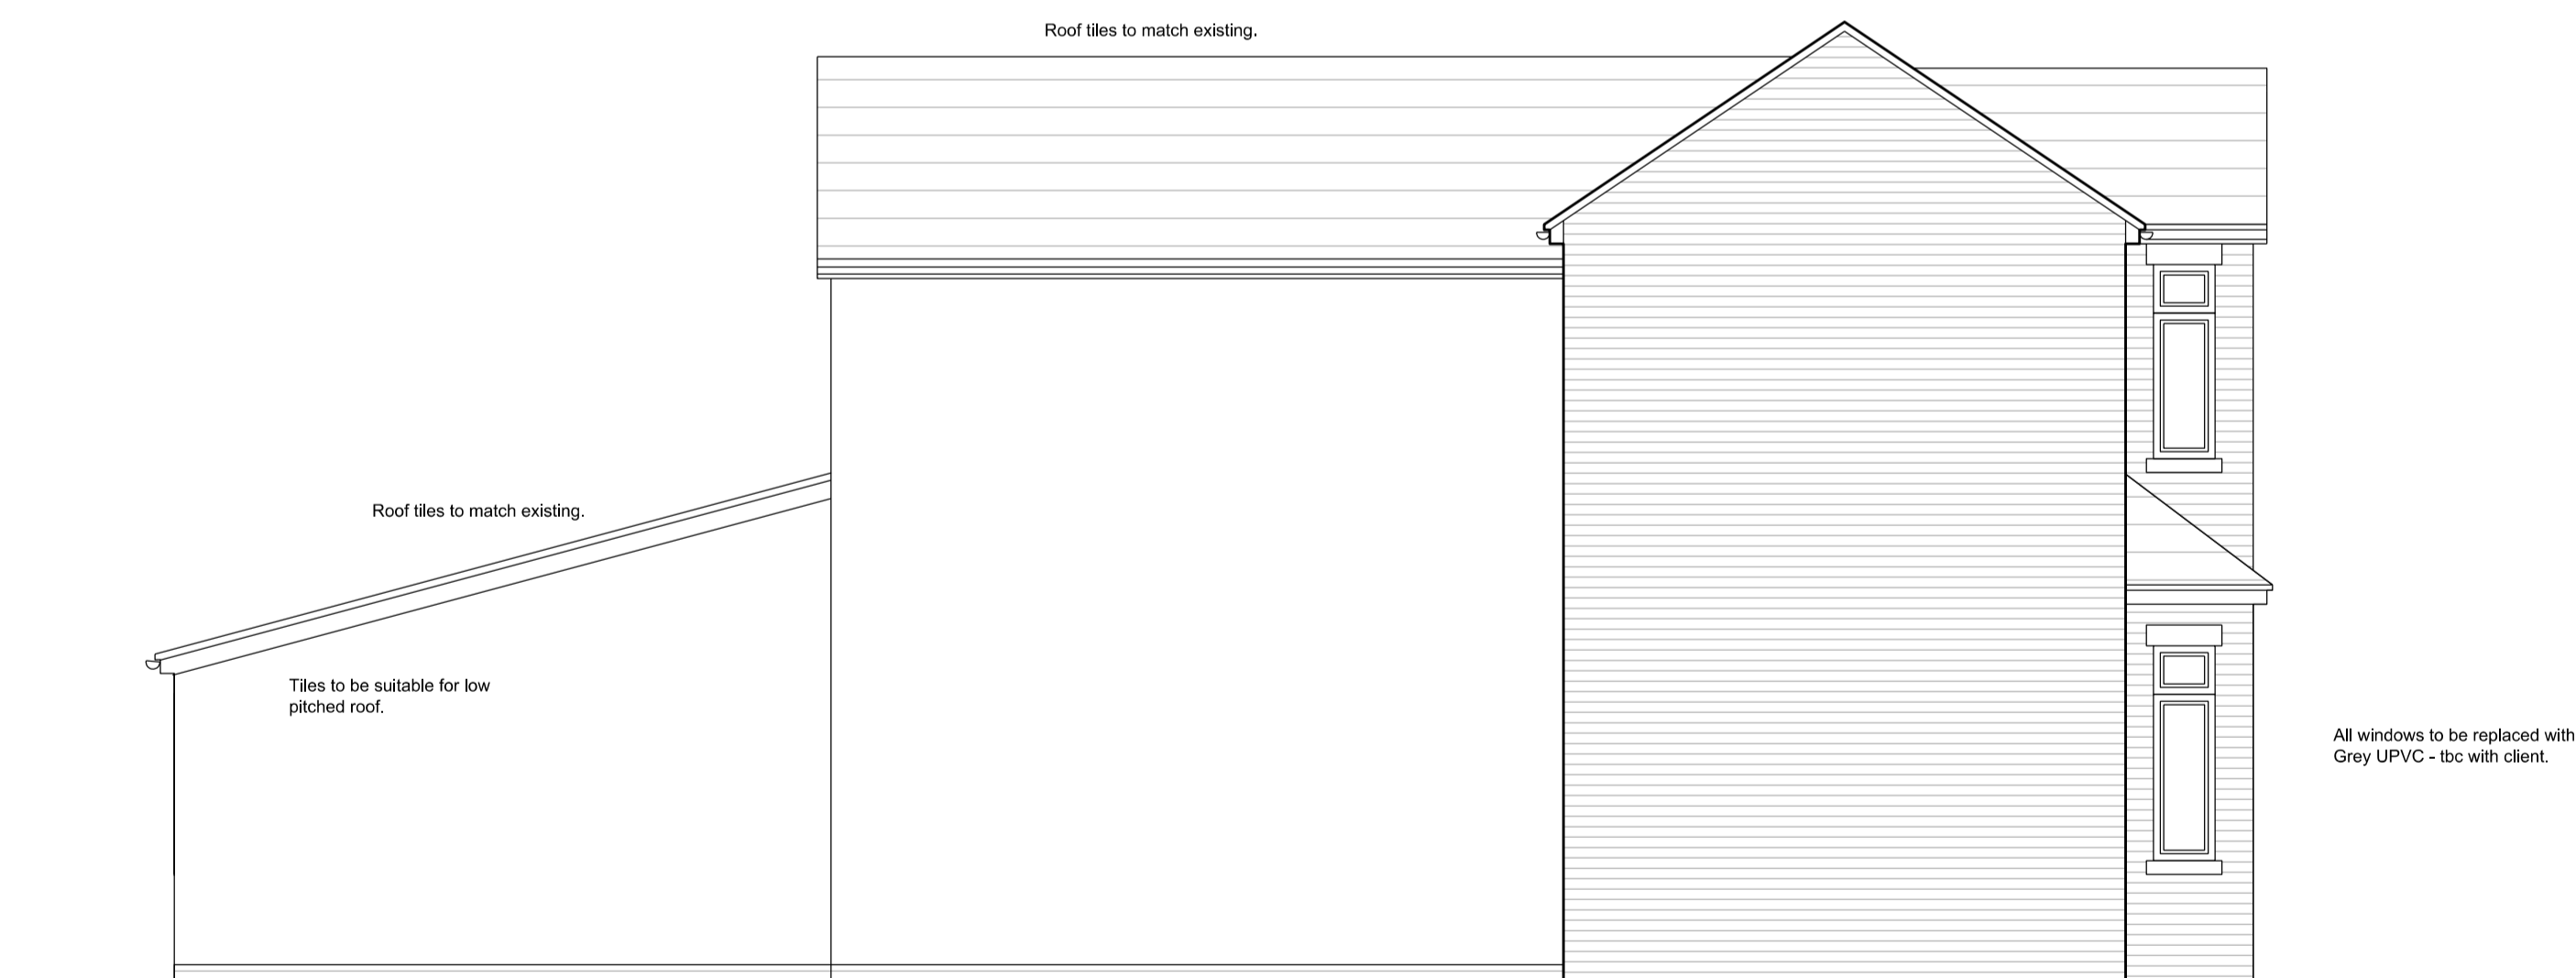 Roof tiles to match existing.
Roof tiles to match existing.
Tiles to be suitable for low
pitched roof.
All windows to be replaced with
Grey UPVC - tbc with client.